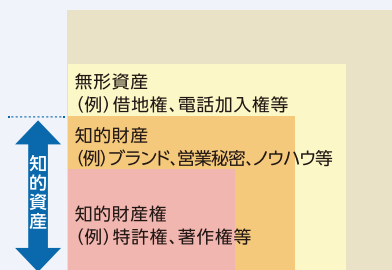 無形資産
（例）借地権、電話加入権等
知的財産
（例）ブランド、営業秘密、ノウハウ等
知的資産
知的財産権
（例）特許権、著作権等